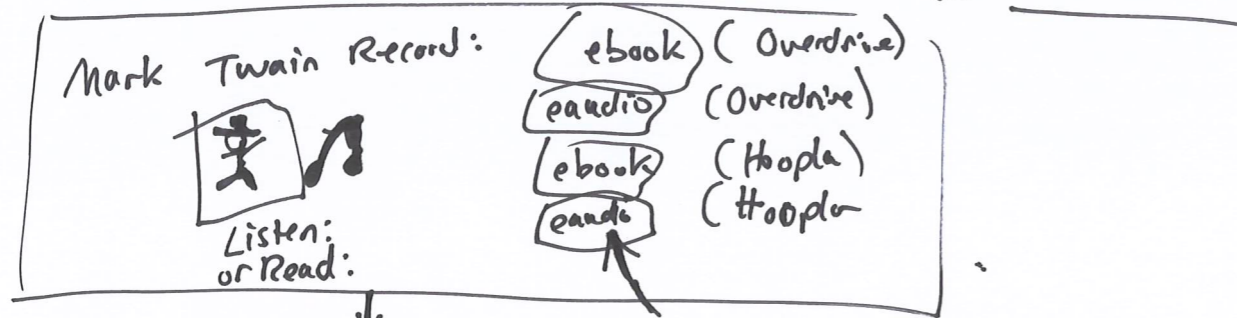 Mark Twain Record:
ebook (Overdrive)
eaudio (Overdrive)
ebook (Hoopla)
eaudio (Hoopla
Listen:
or Read: